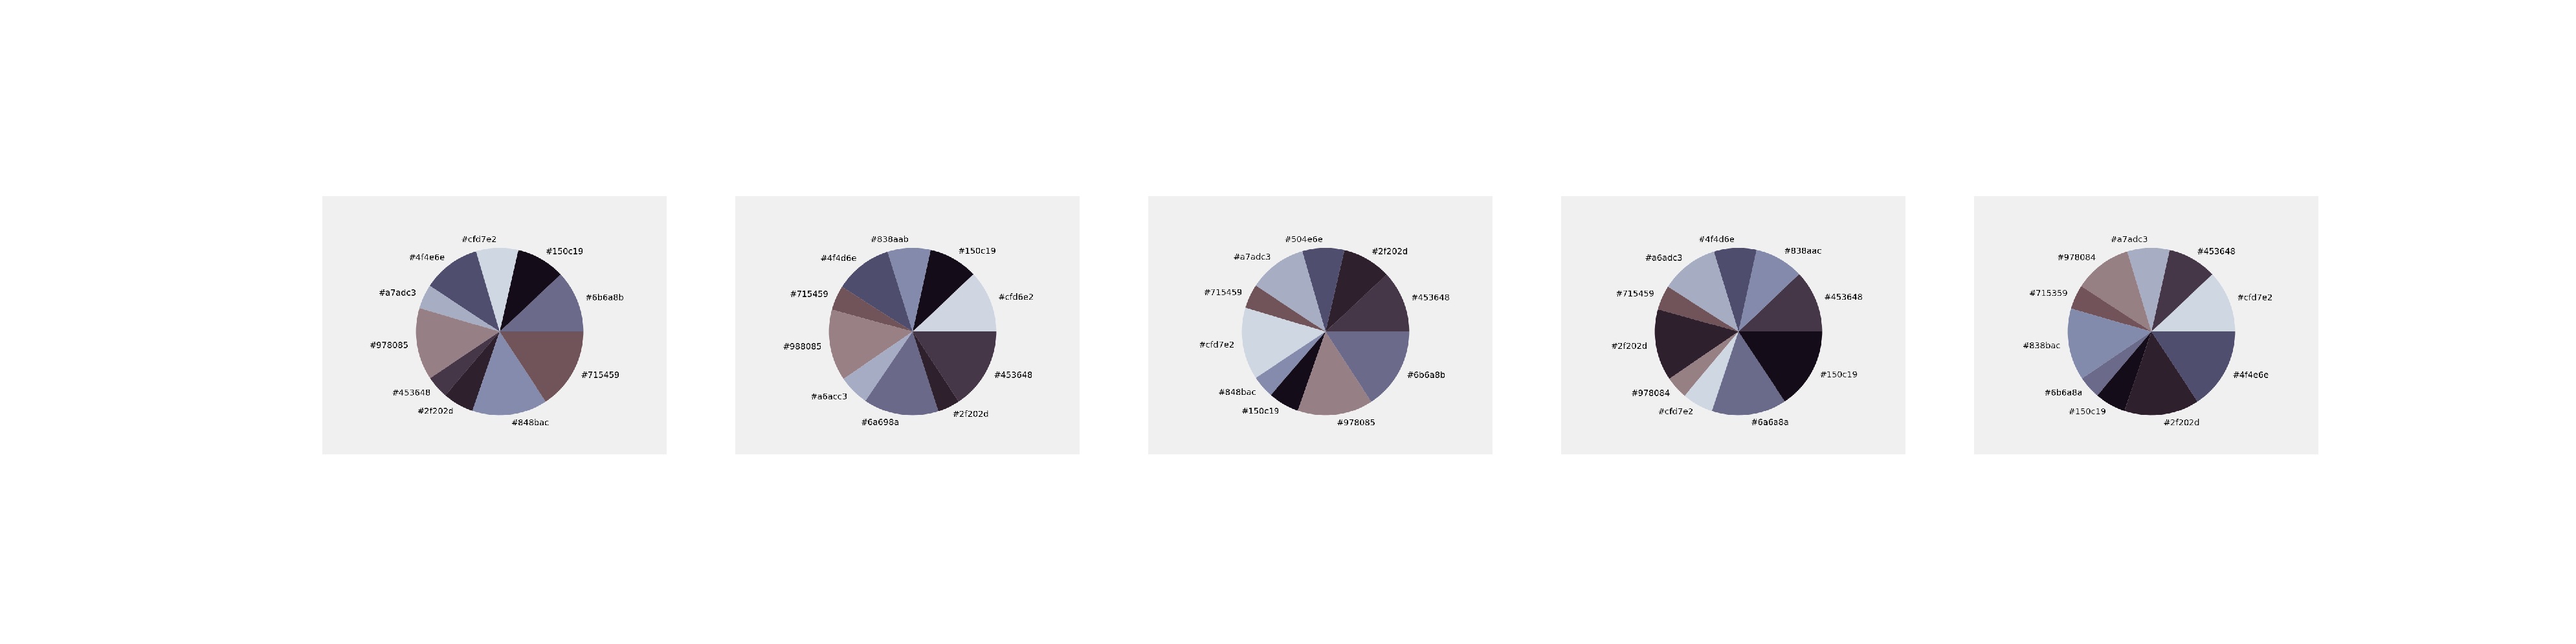 #cfd7e2
#150c19
#4f4e6e
#a7adc3
#6b6a8b
#978085
#715459
#453648
#2f202d
#848bac
#838aab
#150c19
#4f4d6e
#715459
#cfd6e2
#988085
#453648
#a6acc3
#2f202d
#6a698a
#504e6e
#2f202d
#a7adc3
#715459
#453648
#cfd7e2
#6b6a8b
#848bac
#150c19
#978085
#4f4d6e
#838aac
#a6adc3
#715459
#453648
#2f202d
#150c19
#978084
#cfd7e2
#6a6a8a
#a7adc3
#453648
#978084
#715359
#cfd7e2
#838bac
#4f4e6e
#6b6a8a
#150c19
#2f202d